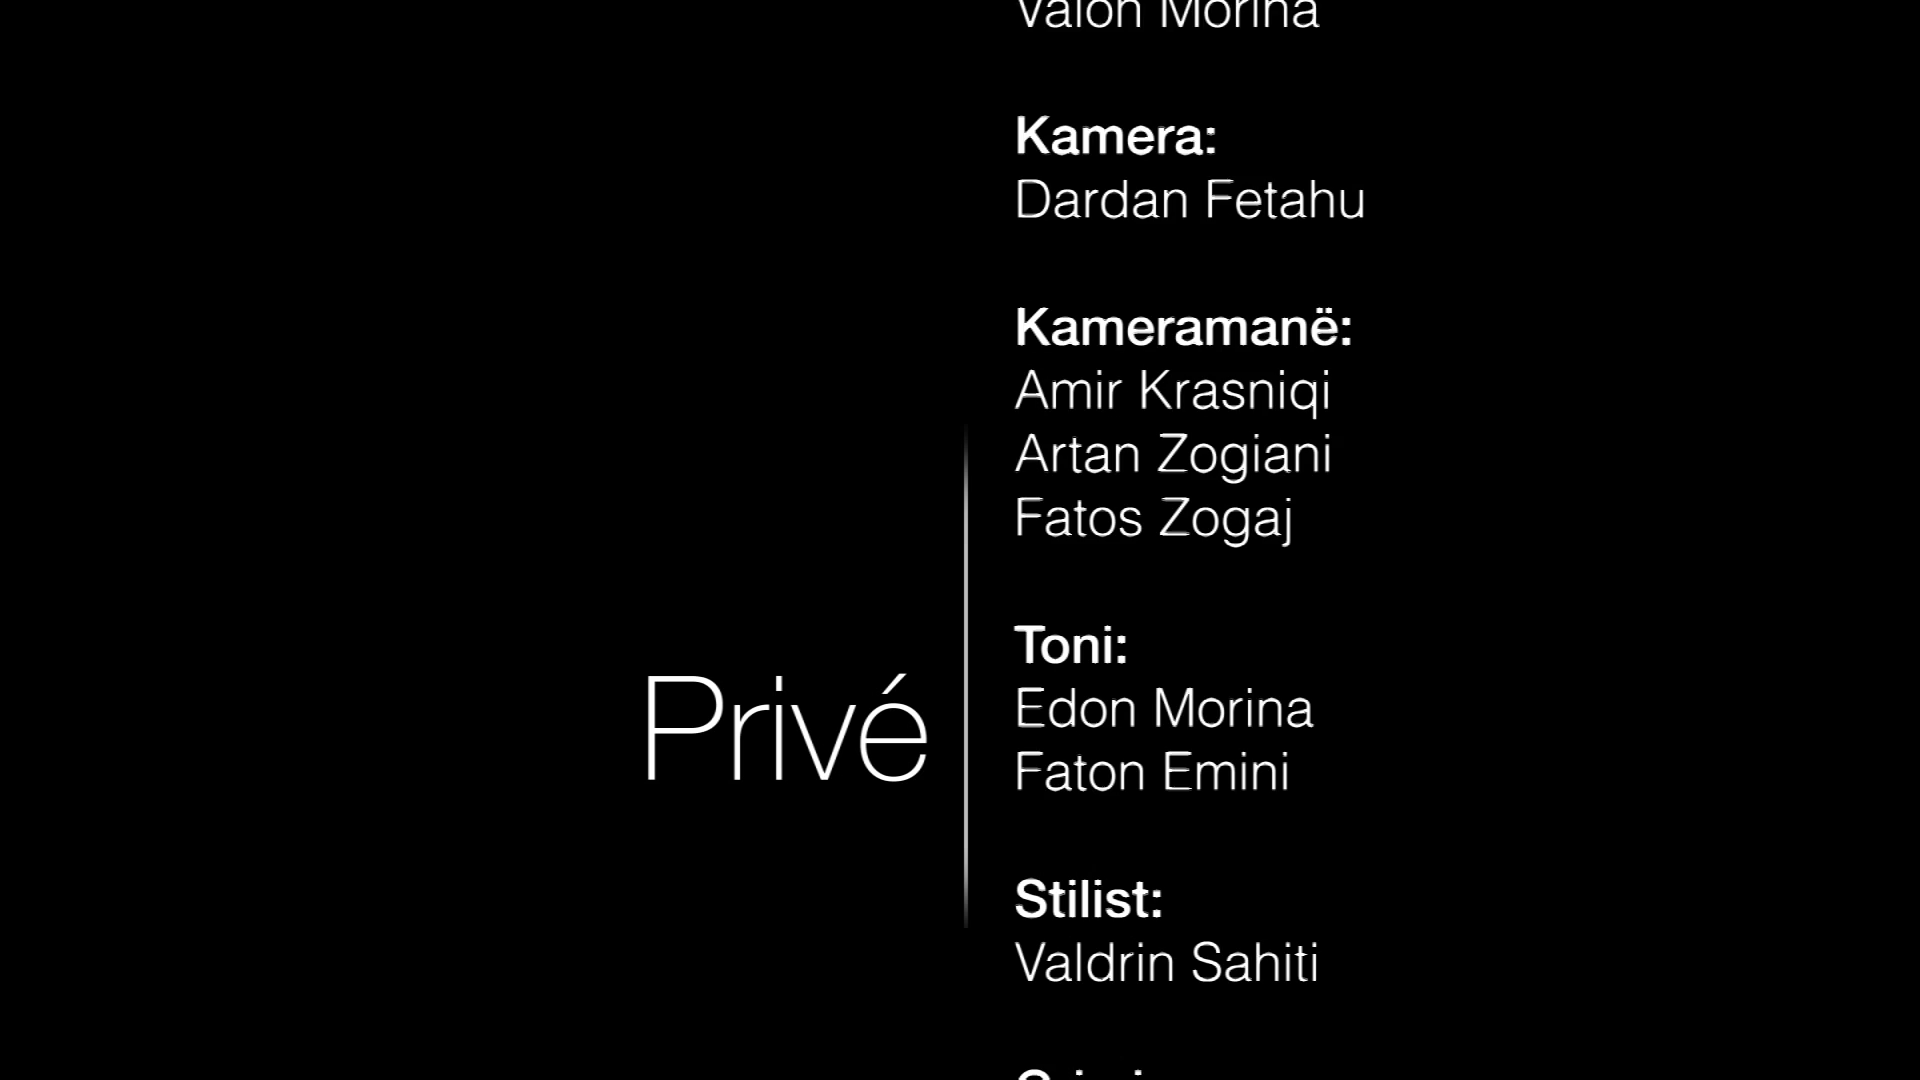 Valon Morina
Kamera:
Dardan Fetahu
Kameramanë:
Amir Krasniqi
Artan Zogiani
Fatos Zogaj
Privé
Toni:
Edon Morina
Faton Emini
Stilist:
Valdrin Sahiti